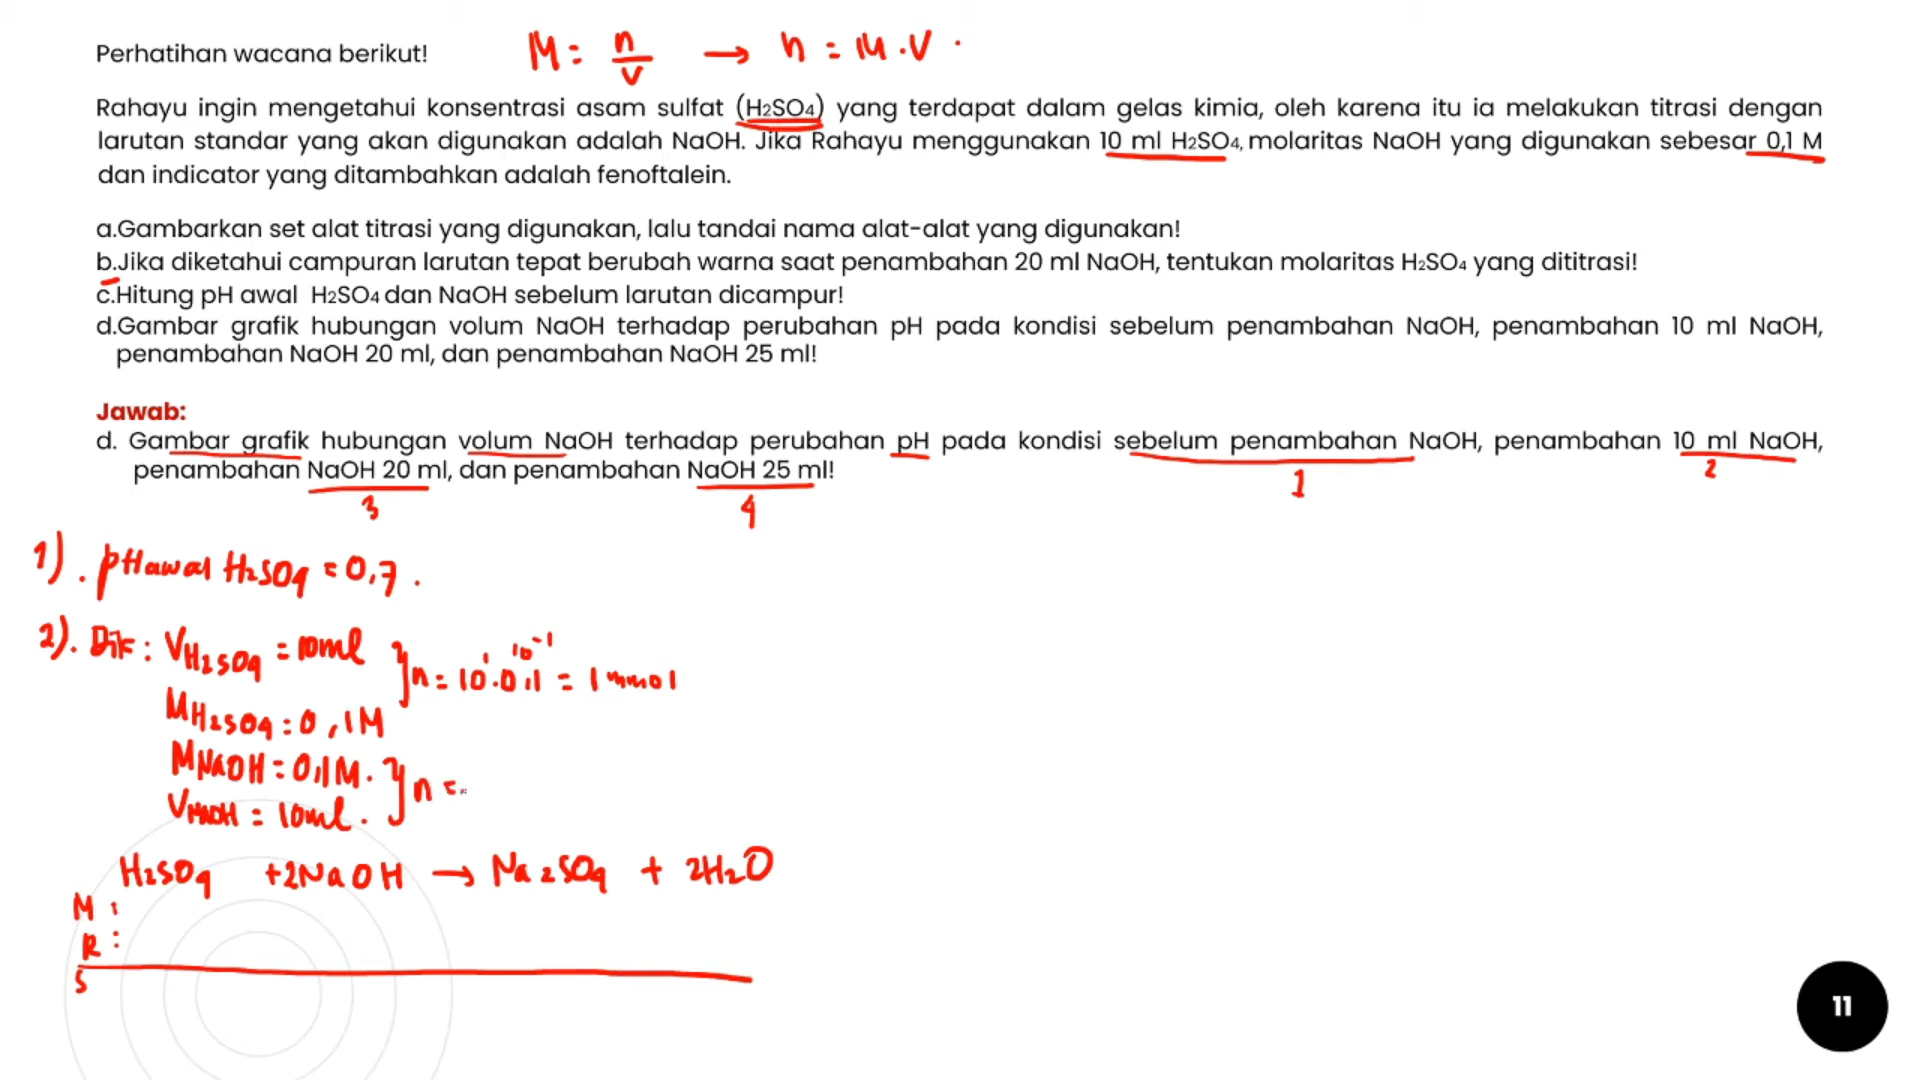 Perhatihan wacana berikut!
M = n/V → n = M . V .
Rahayu ingin mengetahui konsentrasi asam sulfat (H2SO4) yang terdapat dalam gelas kimia, oleh karena itu ia melakukan titrasi dengan
larutan standar yang akan digunakan adalah NaOH. Jika Rahayu menggunakan 10 ml H2SO4, molaritas NaOH yang digunakan sebesar 0,1 M
dan indicator yang ditambahkan adalah fenoftalein.
a.Gambarkan set alat titrasi yang digunakan, lalu tandai nama alat-alat yang digunakan!
b.Jika diketahui campuran larutan tepat berubah warna saat penambahan 20 ml NaOH, tentukan molaritas H2SO4 yang dititrasi!
c.Hitung pH awal H2SO4 dan NaOH sebelum larutan dicampur!
d.Gambar grafik hubungan volum NaOH terhadap perubahan pH pada kondisi sebelum penambahan NaOH, penambahan 10 ml NaOH,
penambahan NaOH 20 ml, dan penambahan NaOH 25 ml!
Jawab:
d. Gambar grafik hubungan volum NaOH terhadap perubahan pH pada kondisi sebelum penambahan NaOH, penambahan 10 ml NaOH,
penambahan NaOH 20 ml, dan penambahan NaOH 25 ml!
1
2
3
4
1). pH awal H2SO4 = 0,7 .
2). Dik : VH2SO4 = 10 ml
10^-1
} n = 10^1 . 0,1 = 1 mmol
MH2SO4 = 0,1M
MNaOH = 0,1M .
} n =
VNaOH = 10 ml .
H2SO4 + 2NaOH → Na2SO4 + 2H2O
M :
R :
S
11